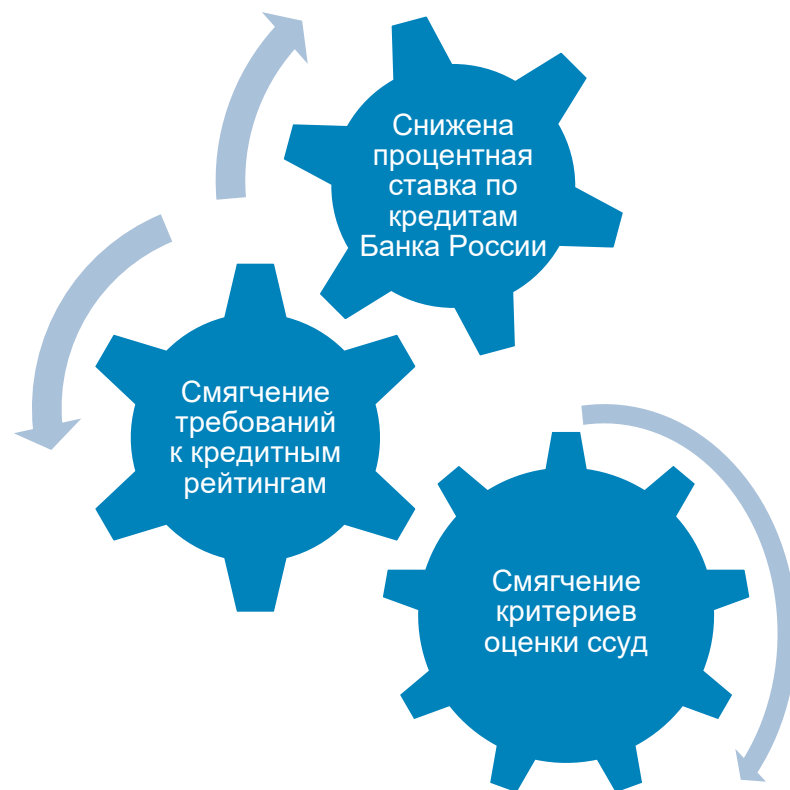 Снижена
процентная
ставка по
кредитам
Банка России
Смягчение
требований
к кредитным
рейтингам
Смягчение
критериев
оценки ссуд